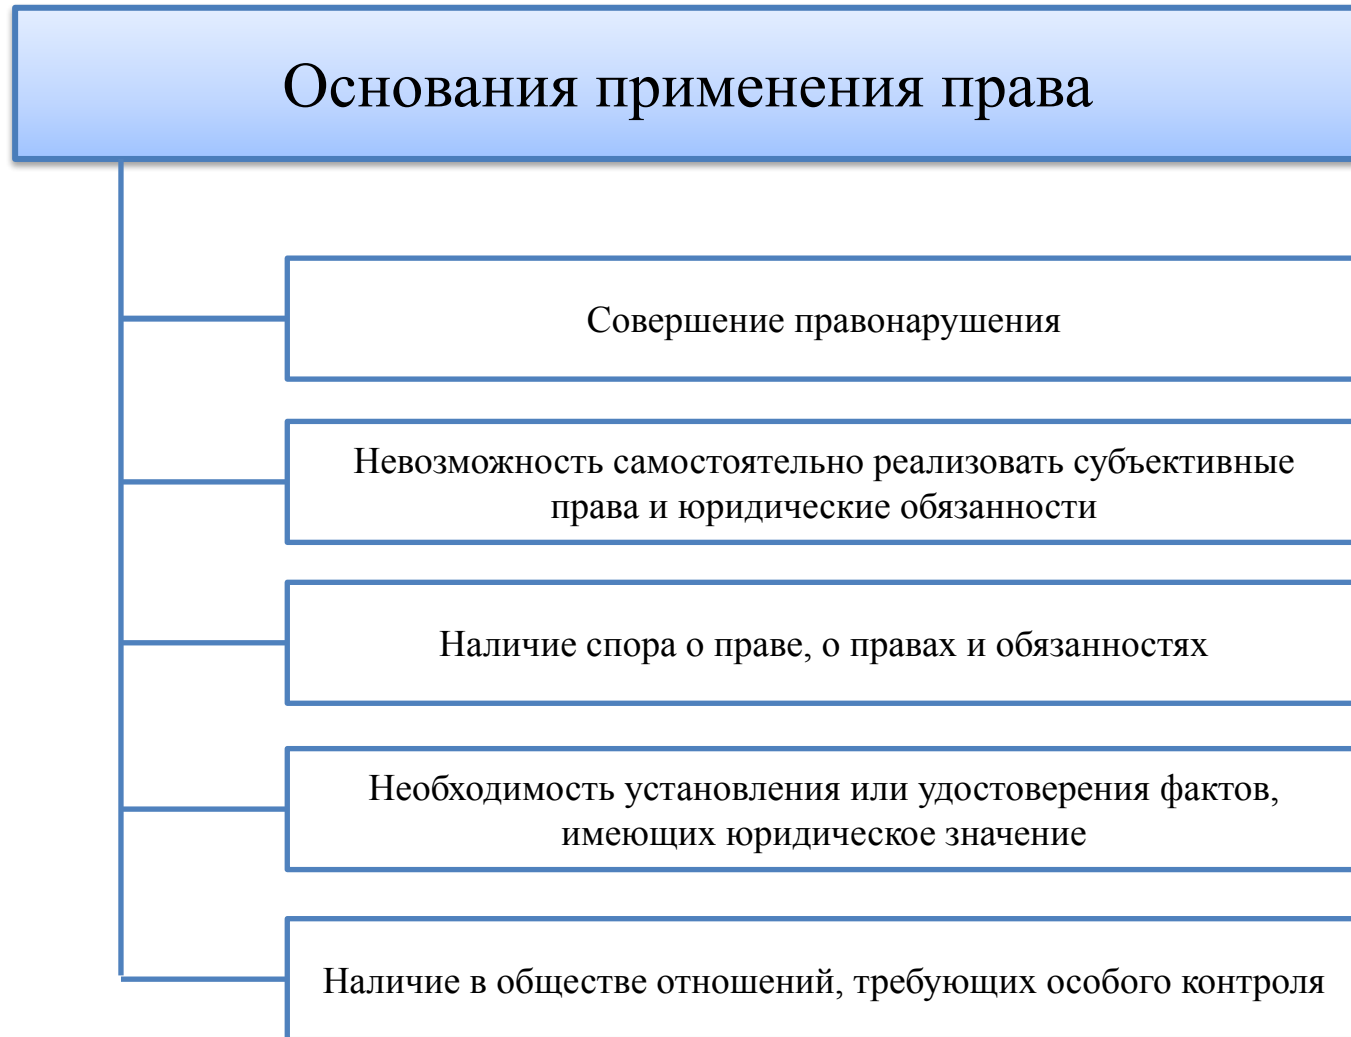 Основания применения права
Совершение правонарушения
Невозможность самостоятельно реализовать субъективные
права и юридические обязанности
Наличие спора о праве, о правах и обязанностях
Необходимость установления или удостоверения фактов,
имеющих юридическое значение
Наличие в обществе отношений, требующих особого контроля